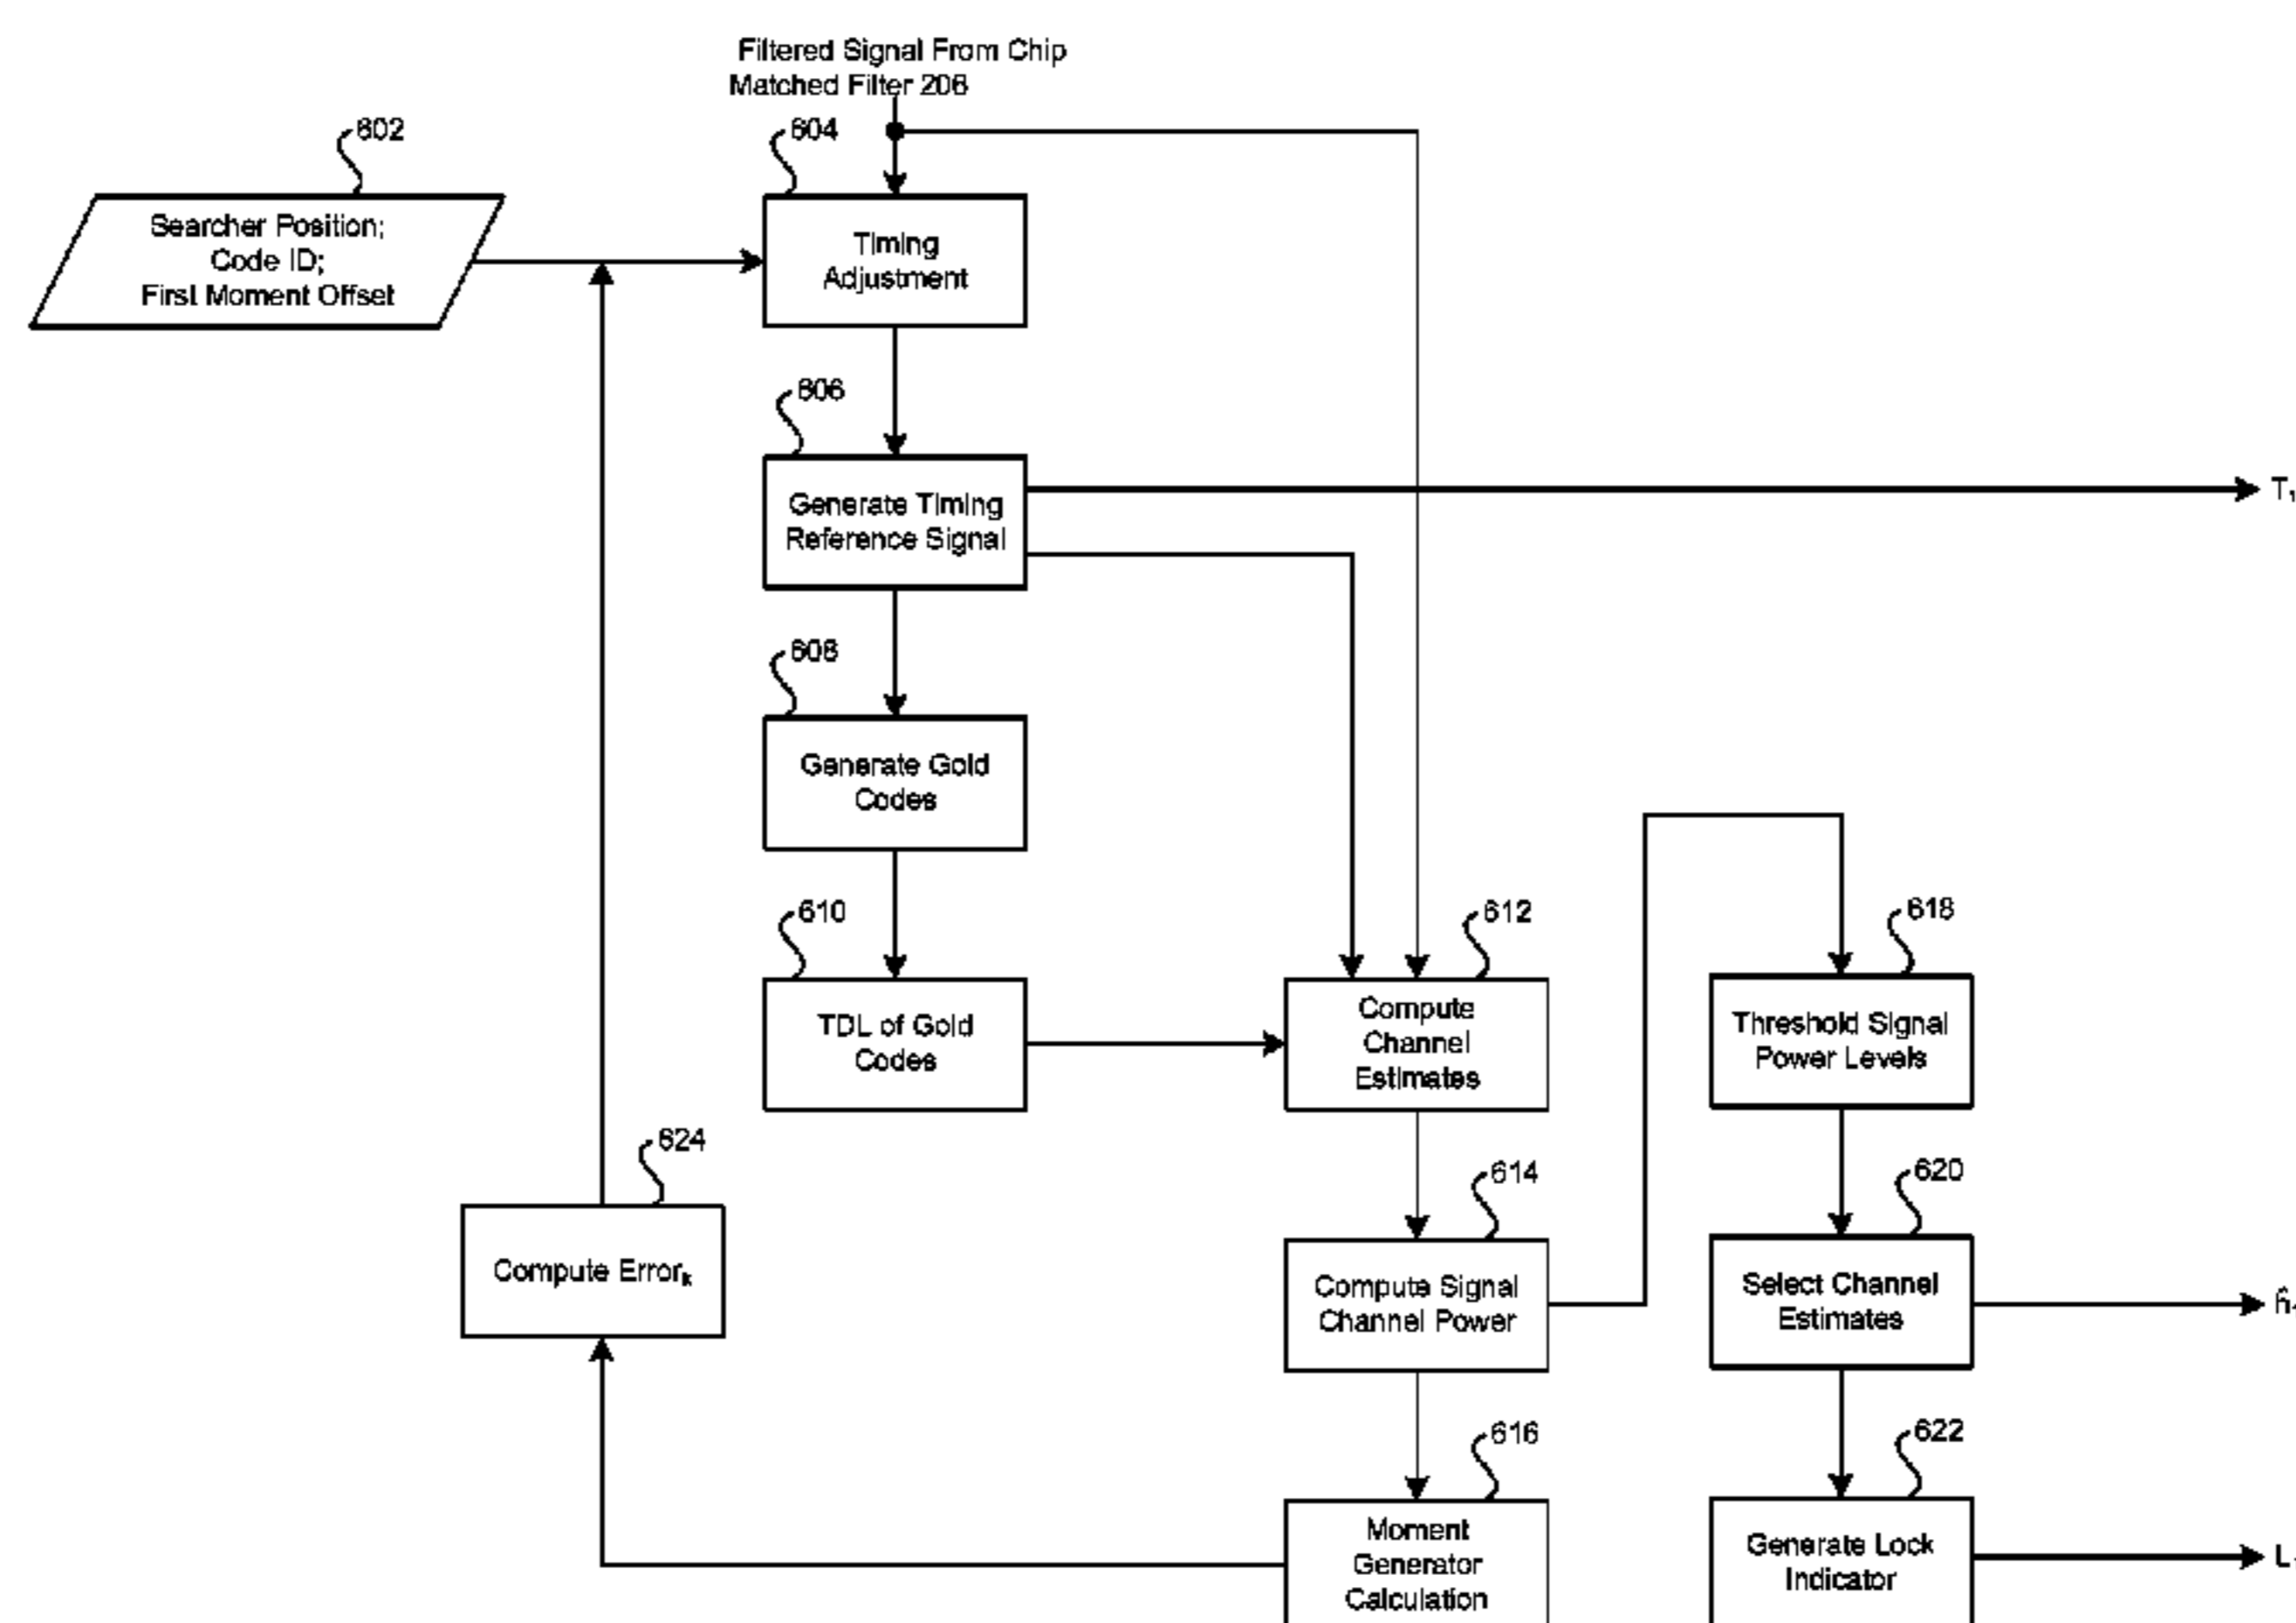 Filtered Signal From Chip
Matched Filter 206
602
604
Searcher Position;
Code ID;
First Moment Offset
Timing
Adjustment
606
Generate Timing
Reference Signal
608
Generate Gold
Codes
610
612
618
TDL of Gold
Codes
Compute
Channel
Estimates
Threshold Signal
Power Levels
624
614
620
Compute Errorₖ
Compute Signal
Channel Power
Select Channel
Estimates
616
622
Moment
Generator
Calculation
Generate Lock
Indicator